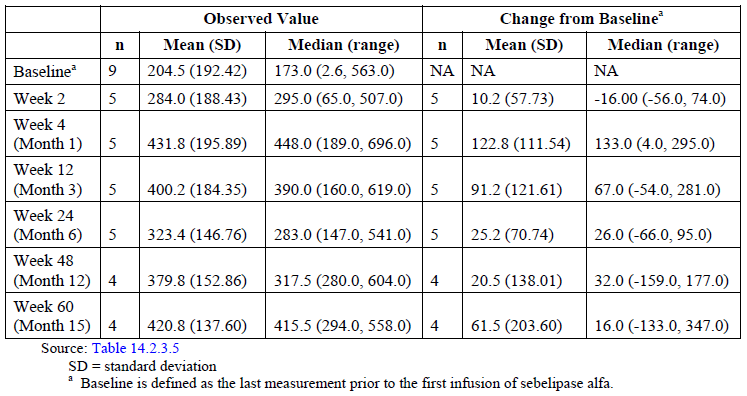 Observed Value Change from Baselineª
n Mean (SD) Median (range) n Mean (SD) Median (range)
Baselineª 9 204.5 (192.42) 173.0 (2.6, 563.0) NA NA NA
Week 2 5 284.0 (188.43) 295.0 (65.0, 507.0) 5 10.2 (57.73) -16.00 (-56.0, 74.0)
Week 4
(Month 1) 5 431.8 (195.89) 448.0 (189.0, 696.0) 5 122.8 (111.54) 133.0 (4.0, 295.0)
Week 12
(Month 3) 5 400.2 (184.35) 390.0 (160.0, 619.0) 5 91.2 (121.61) 67.0 (-54.0, 281.0)
Week 24
(Month 6) 5 323.4 (146.76) 283.0 (147.0, 541.0) 5 25.2 (70.74) 26.0 (-66.0, 95.0)
Week 48
(Month 12) 4 379.8 (152.86) 317.5 (280.0, 604.0) 4 20.5 (138.01) 32.0 (-159.0, 177.0)
Week 60
(Month 15) 4 420.8 (137.60) 415.5 (294.0, 558.0) 4 61.5 (203.60) 16.0 (-133.0, 347.0)
Source: Table 14.2.3.5
SD = standard deviation
ª Baseline is defined as the last measurement prior to the first infusion of sebelipase alfa.